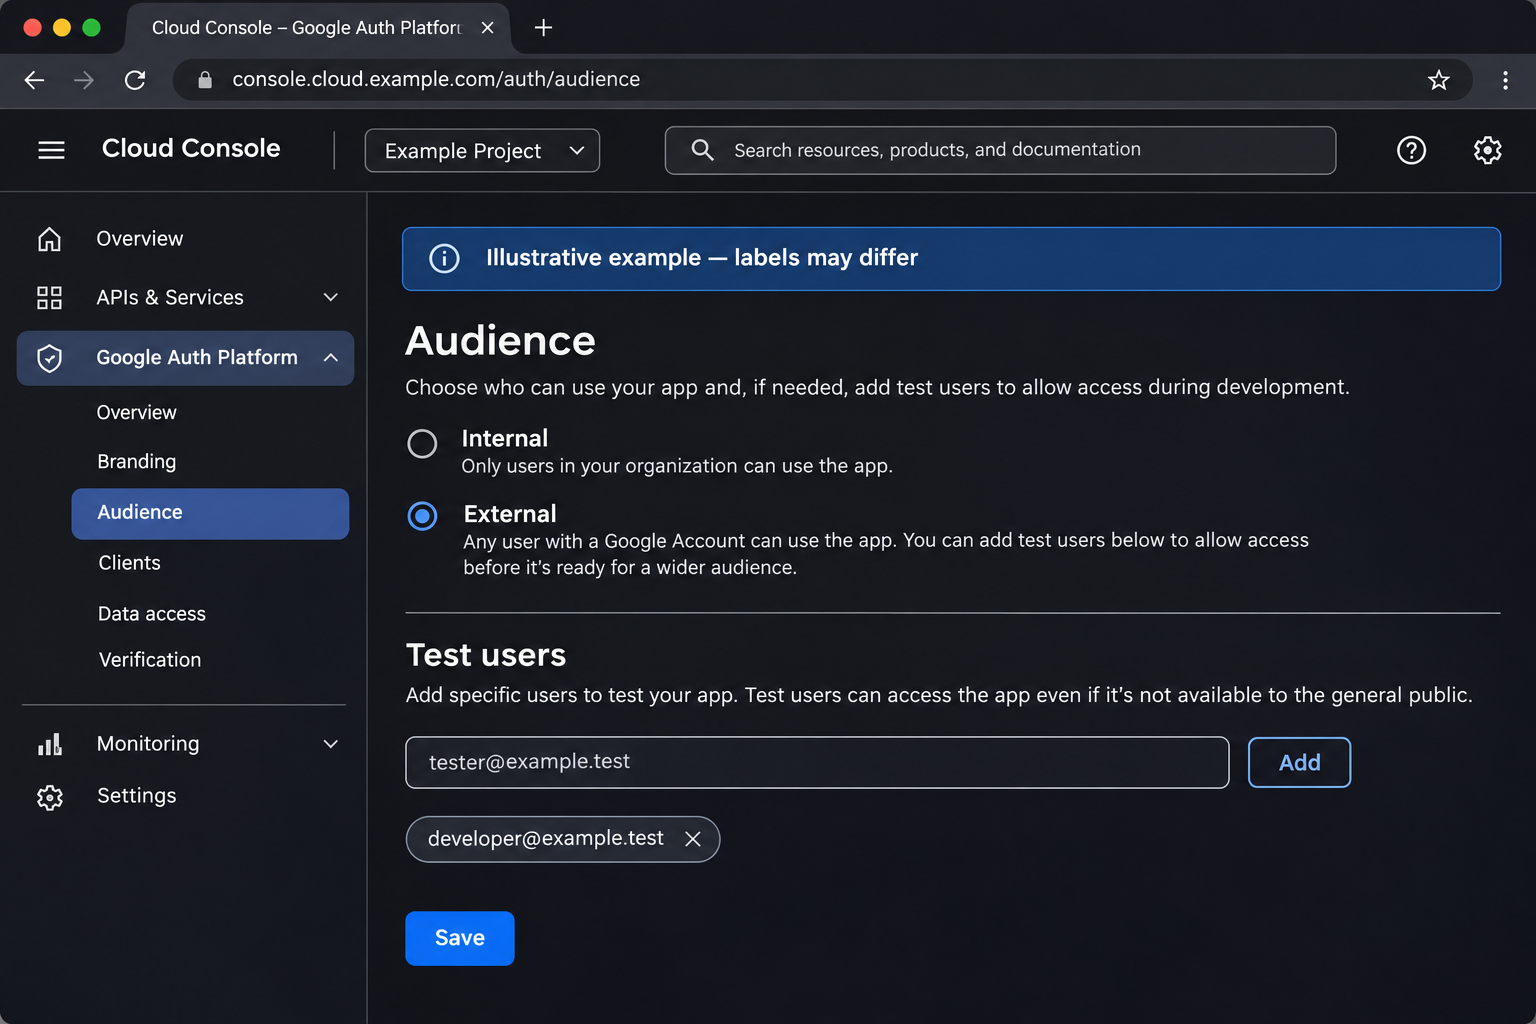 Cloud Console – Google Auth Platfor
console.cloud.example.com/auth/audience
Cloud Console
Example Project
Search resources, products, and documentation
Overview
APIs & Services
Google Auth Platform
Overview
Branding
Audience
Clients
Data access
Verification
Monitoring
Settings
Illustrative example — labels may differ
Audience
Choose who can use your app and, if needed, add test users to allow access during development.
Internal
Only users in your organization can use the app.
External
Any user with a Google Account can use the app. You can add test users below to allow access
before it's ready for a wider audience.
Test users
Add specific users to test your app. Test users can access the app even if it's not available to the general public.
tester@example.test
Add
developer@example.test
Save